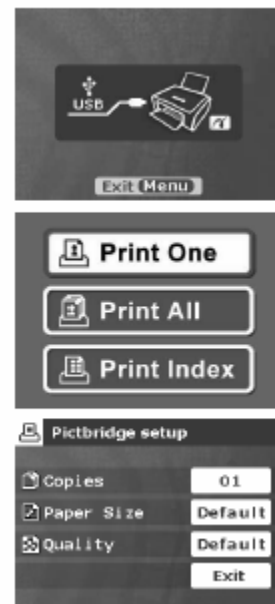 USB
Exit Menu
Print One
Print All
Print Index
Pictbridge setup
Copies 01
Paper Size Default
Quality Default
Exit